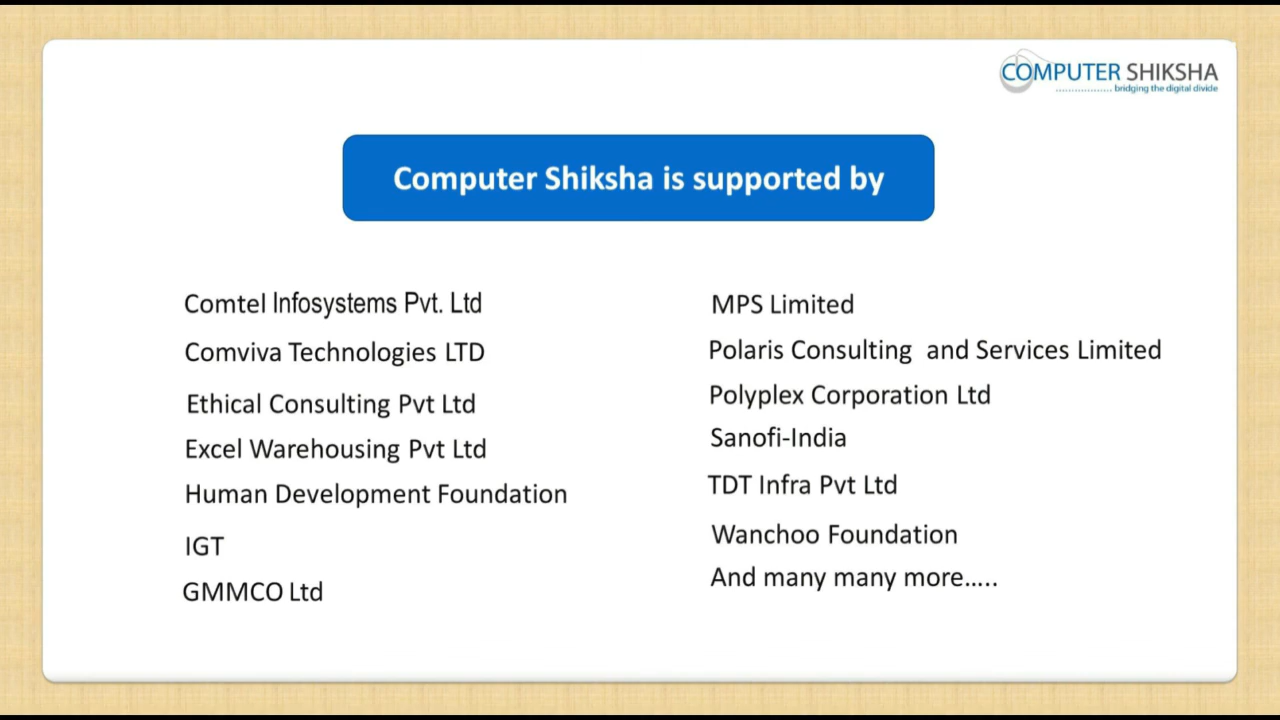 COMPUTER SHIKSHA
.................. bridging the digital divide
Computer Shiksha is supported by
Comtel Infosystems Pvt. Ltd
Comviva Technologies LTD
Ethical Consulting Pvt Ltd
Excel Warehousing Pvt Ltd
Human Development Foundation
IGT
GMMCO Ltd
MPS Limited
Polaris Consulting  and Services Limited
Polyplex Corporation Ltd
Sanofi-India
TDT Infra Pvt Ltd
Wanchoo Foundation
And many many more.....